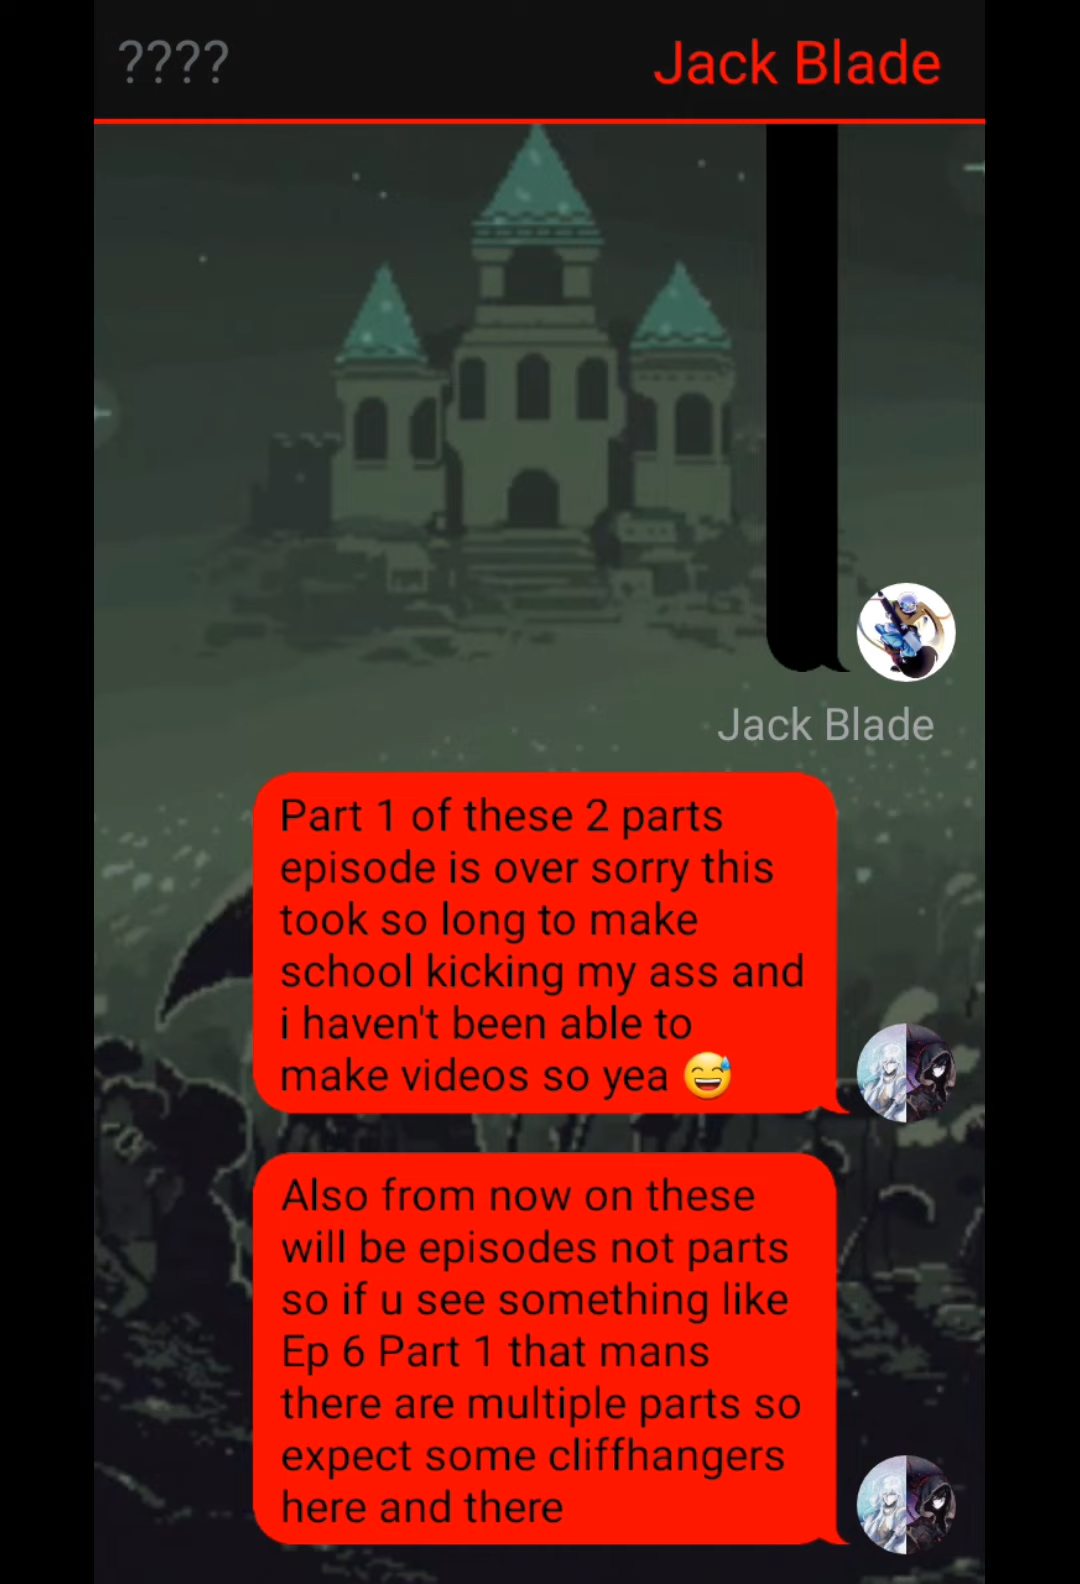 ????
Jack Blade
Jack Blade
Part 1 of these 2 parts
episode is over sorry this
took so long to make
school kicking my ass and
i haven't been able to
make videos so yea 😅
Also from now on these
will be episodes not parts
so if u see something like
Ep 6 Part 1 that mans
there are multiple parts so
expect some cliffhangers
here and there